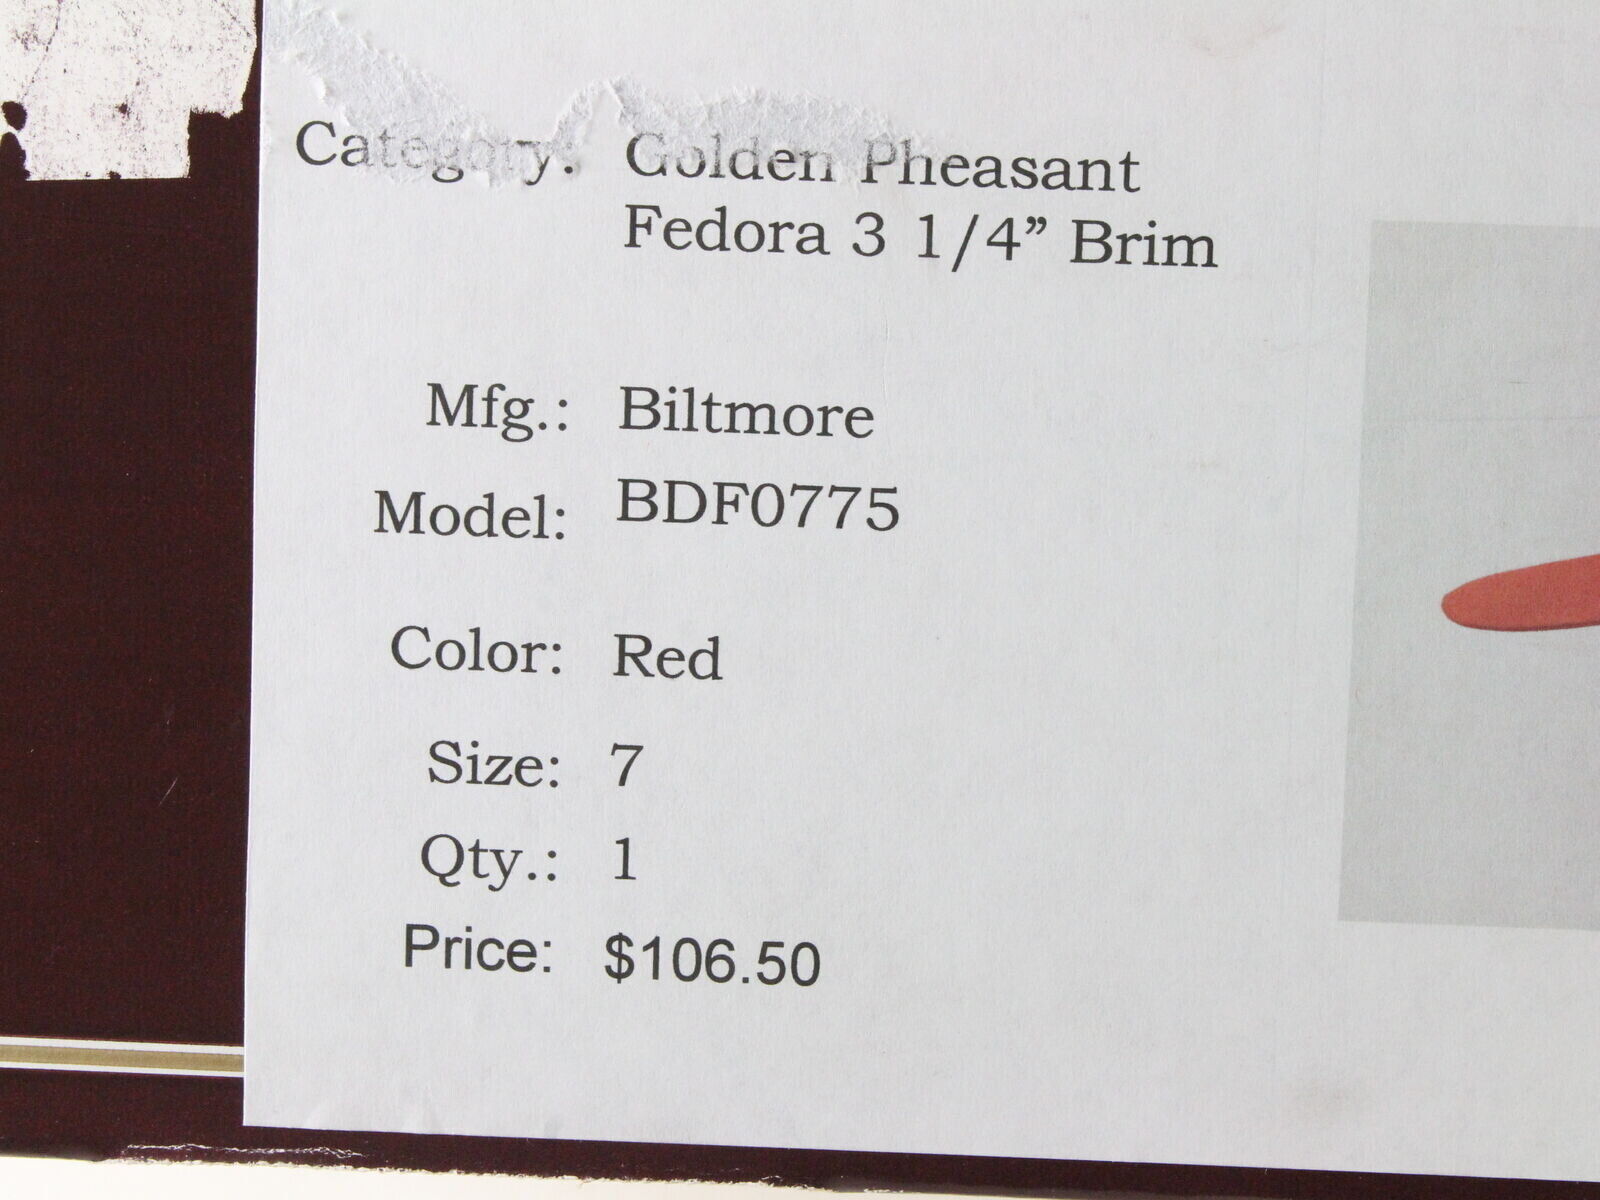 Category: Golden Pheasant
Fedora 3 1/4” Brim
Mfg.: Biltmore
Model: BDF0775
Color: Red
Size: 7
Qty.: 1
Price: $106.50